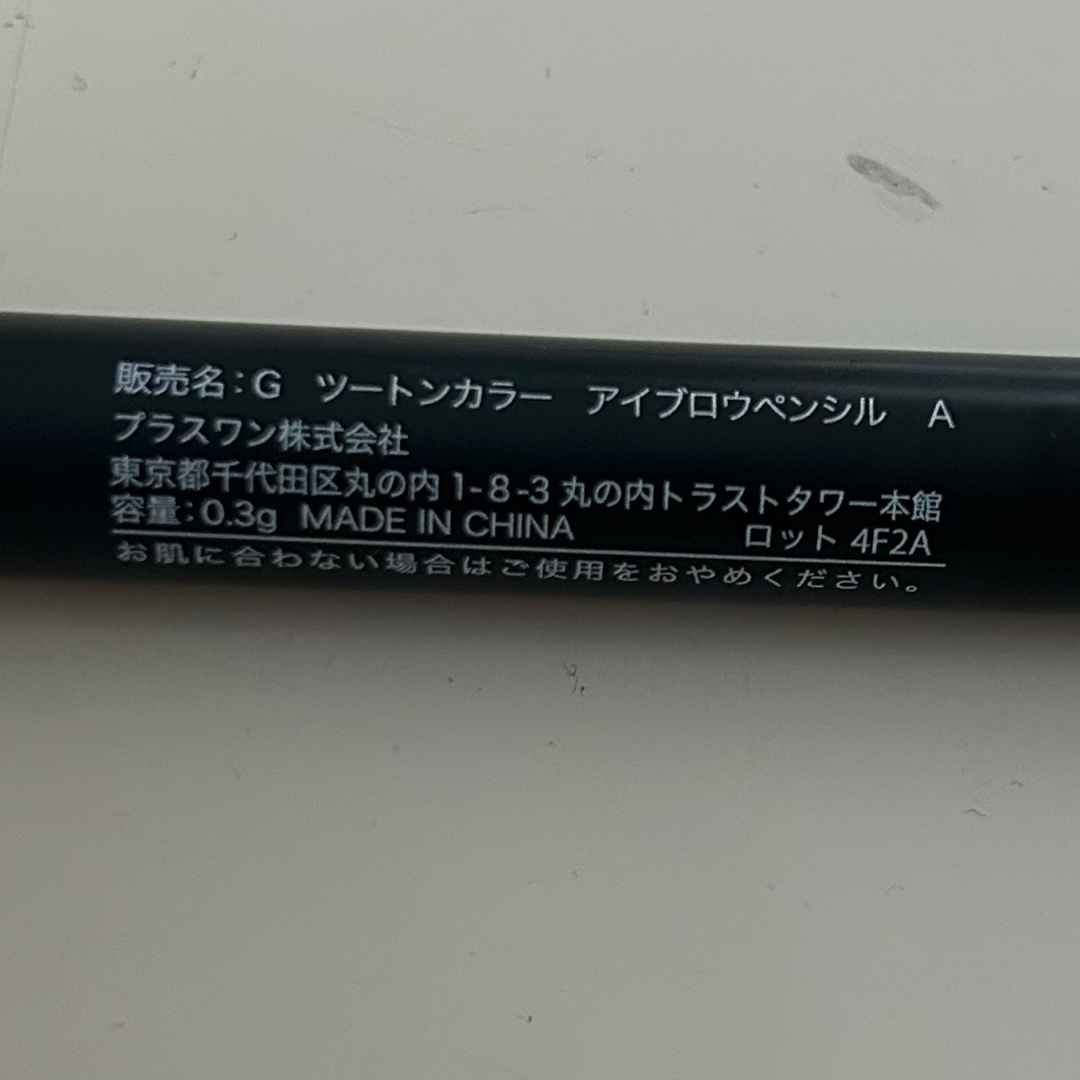 販売名：G　ツートンカラー　アイブロウペンシル　A
プラスワン株式会社
東京都千代田区丸の内1-8-3 丸の内トラストタワー本館
容量：0.3g MADE IN CHINA ロット 4F2A
お肌に合わない場合はご使用をおやめください。